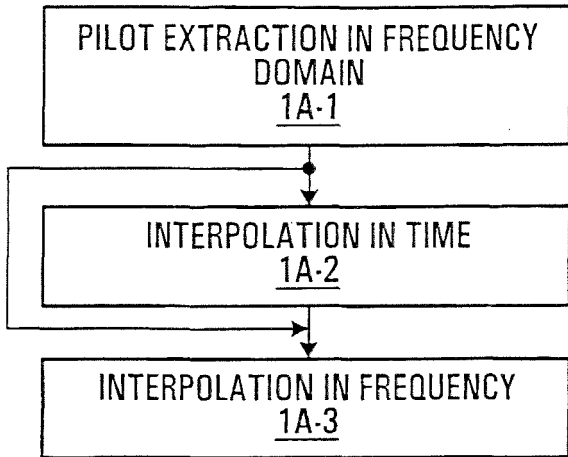 PILOT EXTRACTION IN FREQUENCY
DOMAIN
1A-1
INTERPOLATION IN TIME
1A-2
INTERPOLATION IN FREQUENCY
1A-3